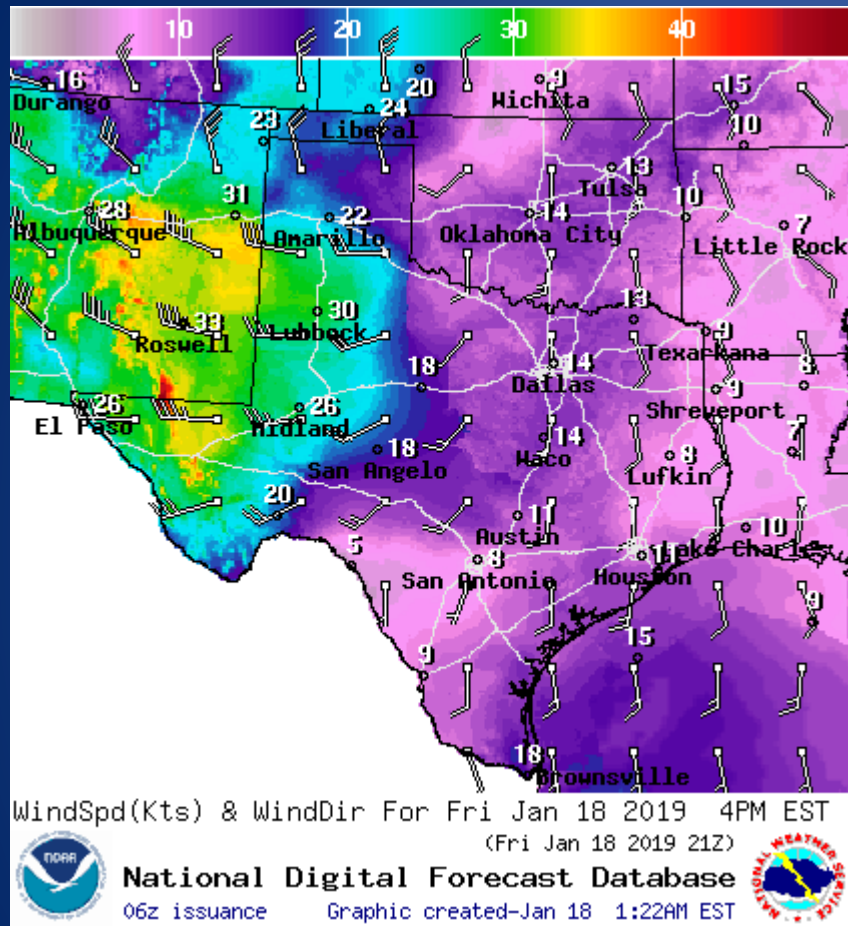 10 20 30 40
16 20 9 15
Durango Wichita
24
Liberal
23 10
13
Tulsa
28 31 22 14 10 7
Albuquerque Amarillo Oklahoma City Little Rock
30 13
33 Lubbock 9
Roswell Texarkana
18 14 8
Dallas 9
26 26 Shreveport
El Paso Midland 14 7
18 Waco 8
San Angelo Lufkin
20 11 10
Austin Lake Charles
5 8 11
San Antonio Houston
9
15
9
18
Brownsville
WindSpd(Kts) & WindDir For Fri Jan 18 2019 4PM EST
(Fri Jan 18 2019 21Z)
NOAA
National Digital Forecast Database
06z issuance Graphic created-Jan 18 1:22AM EST
NATIONAL WEATHER SERVICE